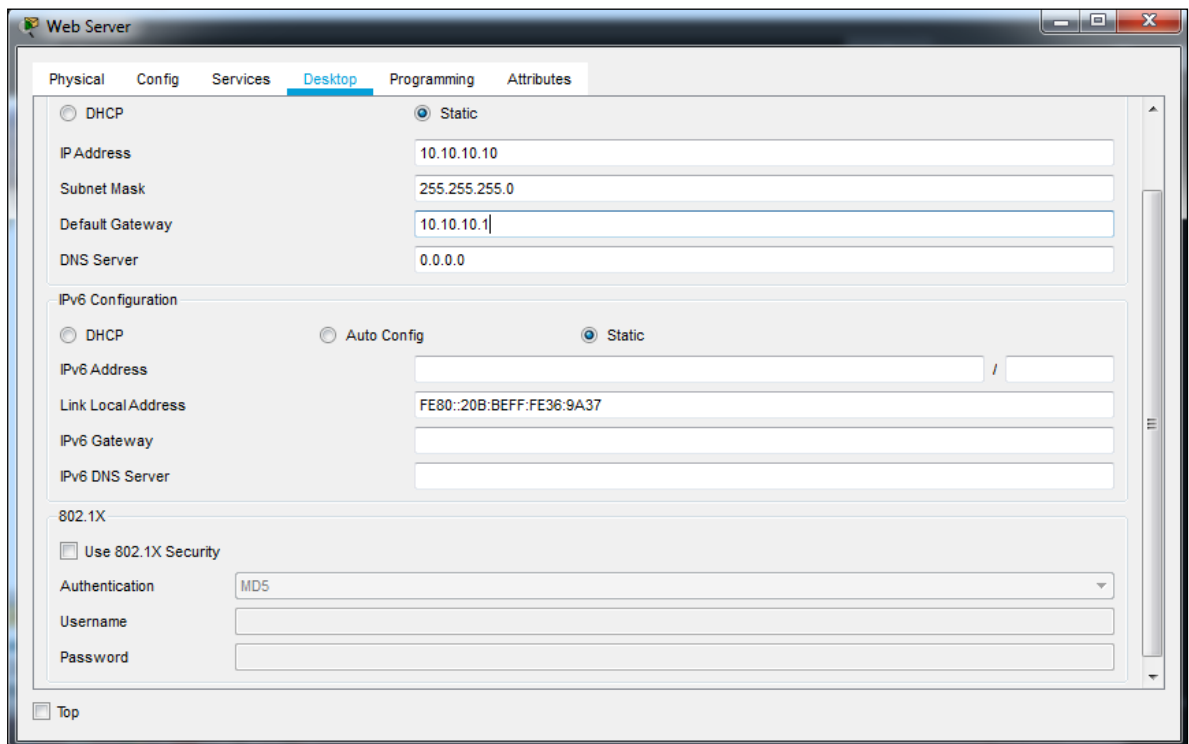 Web Server
Physical Config Services Desktop Programming Attributes
DHCP Static
IP Address 10.10.10.10
Subnet Mask 255.255.255.0
Default Gateway 10.10.10.1
DNS Server 0.0.0.0
IPv6 Configuration
DHCP Auto Config Static
IPv6 Address /
Link Local Address FE80::20B:BEFF:FE36:9A37
IPv6 Gateway
IPv6 DNS Server
802.1X
Use 802.1X Security
Authentication MD5
Username
Password
Top